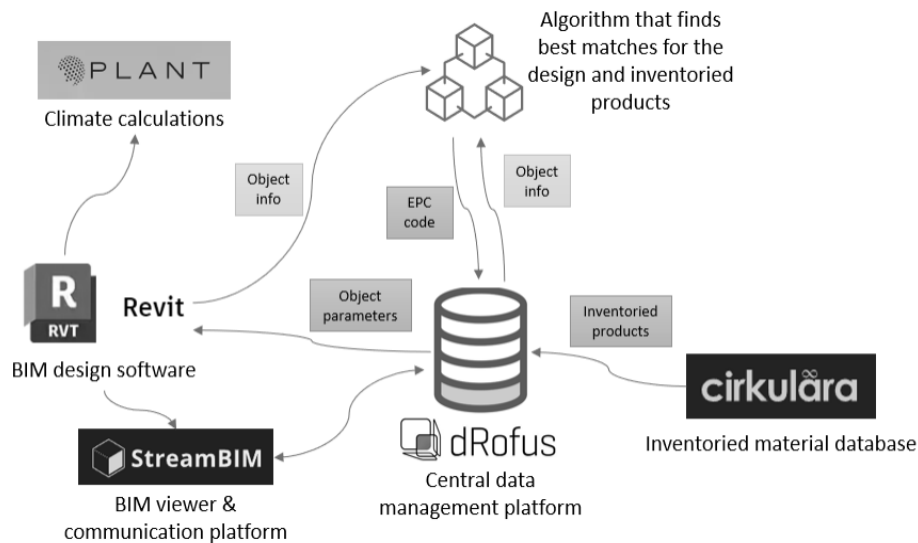 PLANT
Climate calculations
Algorithm that finds
best matches for the
design and inventoried
products
Object
info
EPC
code
Object
info
R
RVT
Revit
BIM design software
Object
parameters
Inventoried
products
cirkulära
Inventoried material database
StreamBIM
BIM viewer &
communication platform
dRofus
Central data
management platform